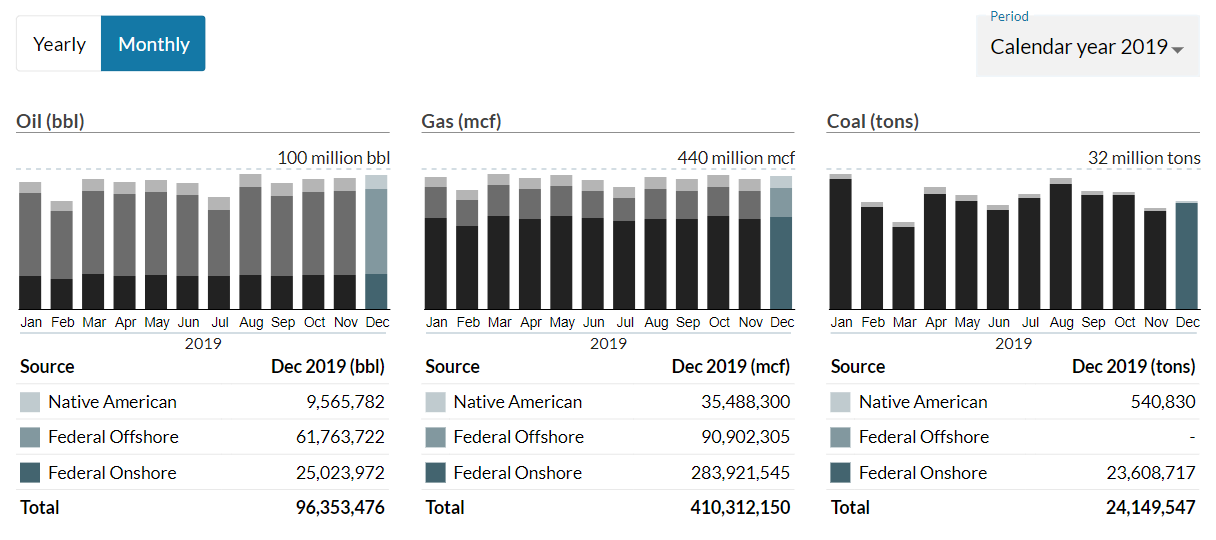 Yearly Monthly
Period
Calendar year 2019
Oil (bbl)
100 million bbl
Jan Feb Mar Apr May Jun Jul Aug Sep Oct Nov Dec
2019
Source Dec 2019 (bbl)
Native American 9,565,782
Federal Offshore 61,763,722
Federal Onshore 25,023,972
Total 96,353,476
Gas (mcf)
440 million mcf
Jan Feb Mar Apr May Jun Jul Aug Sep Oct Nov Dec
2019
Source Dec 2019 (mcf)
Native American 35,488,300
Federal Offshore 90,902,305
Federal Onshore 283,921,545
Total 410,312,150
Coal (tons)
32 million tons
Jan Feb Mar Apr May Jun Jul Aug Sep Oct Nov Dec
2019
Source Dec 2019 (tons)
Native American 540,830
Federal Offshore -
Federal Onshore 23,608,717
Total 24,149,547